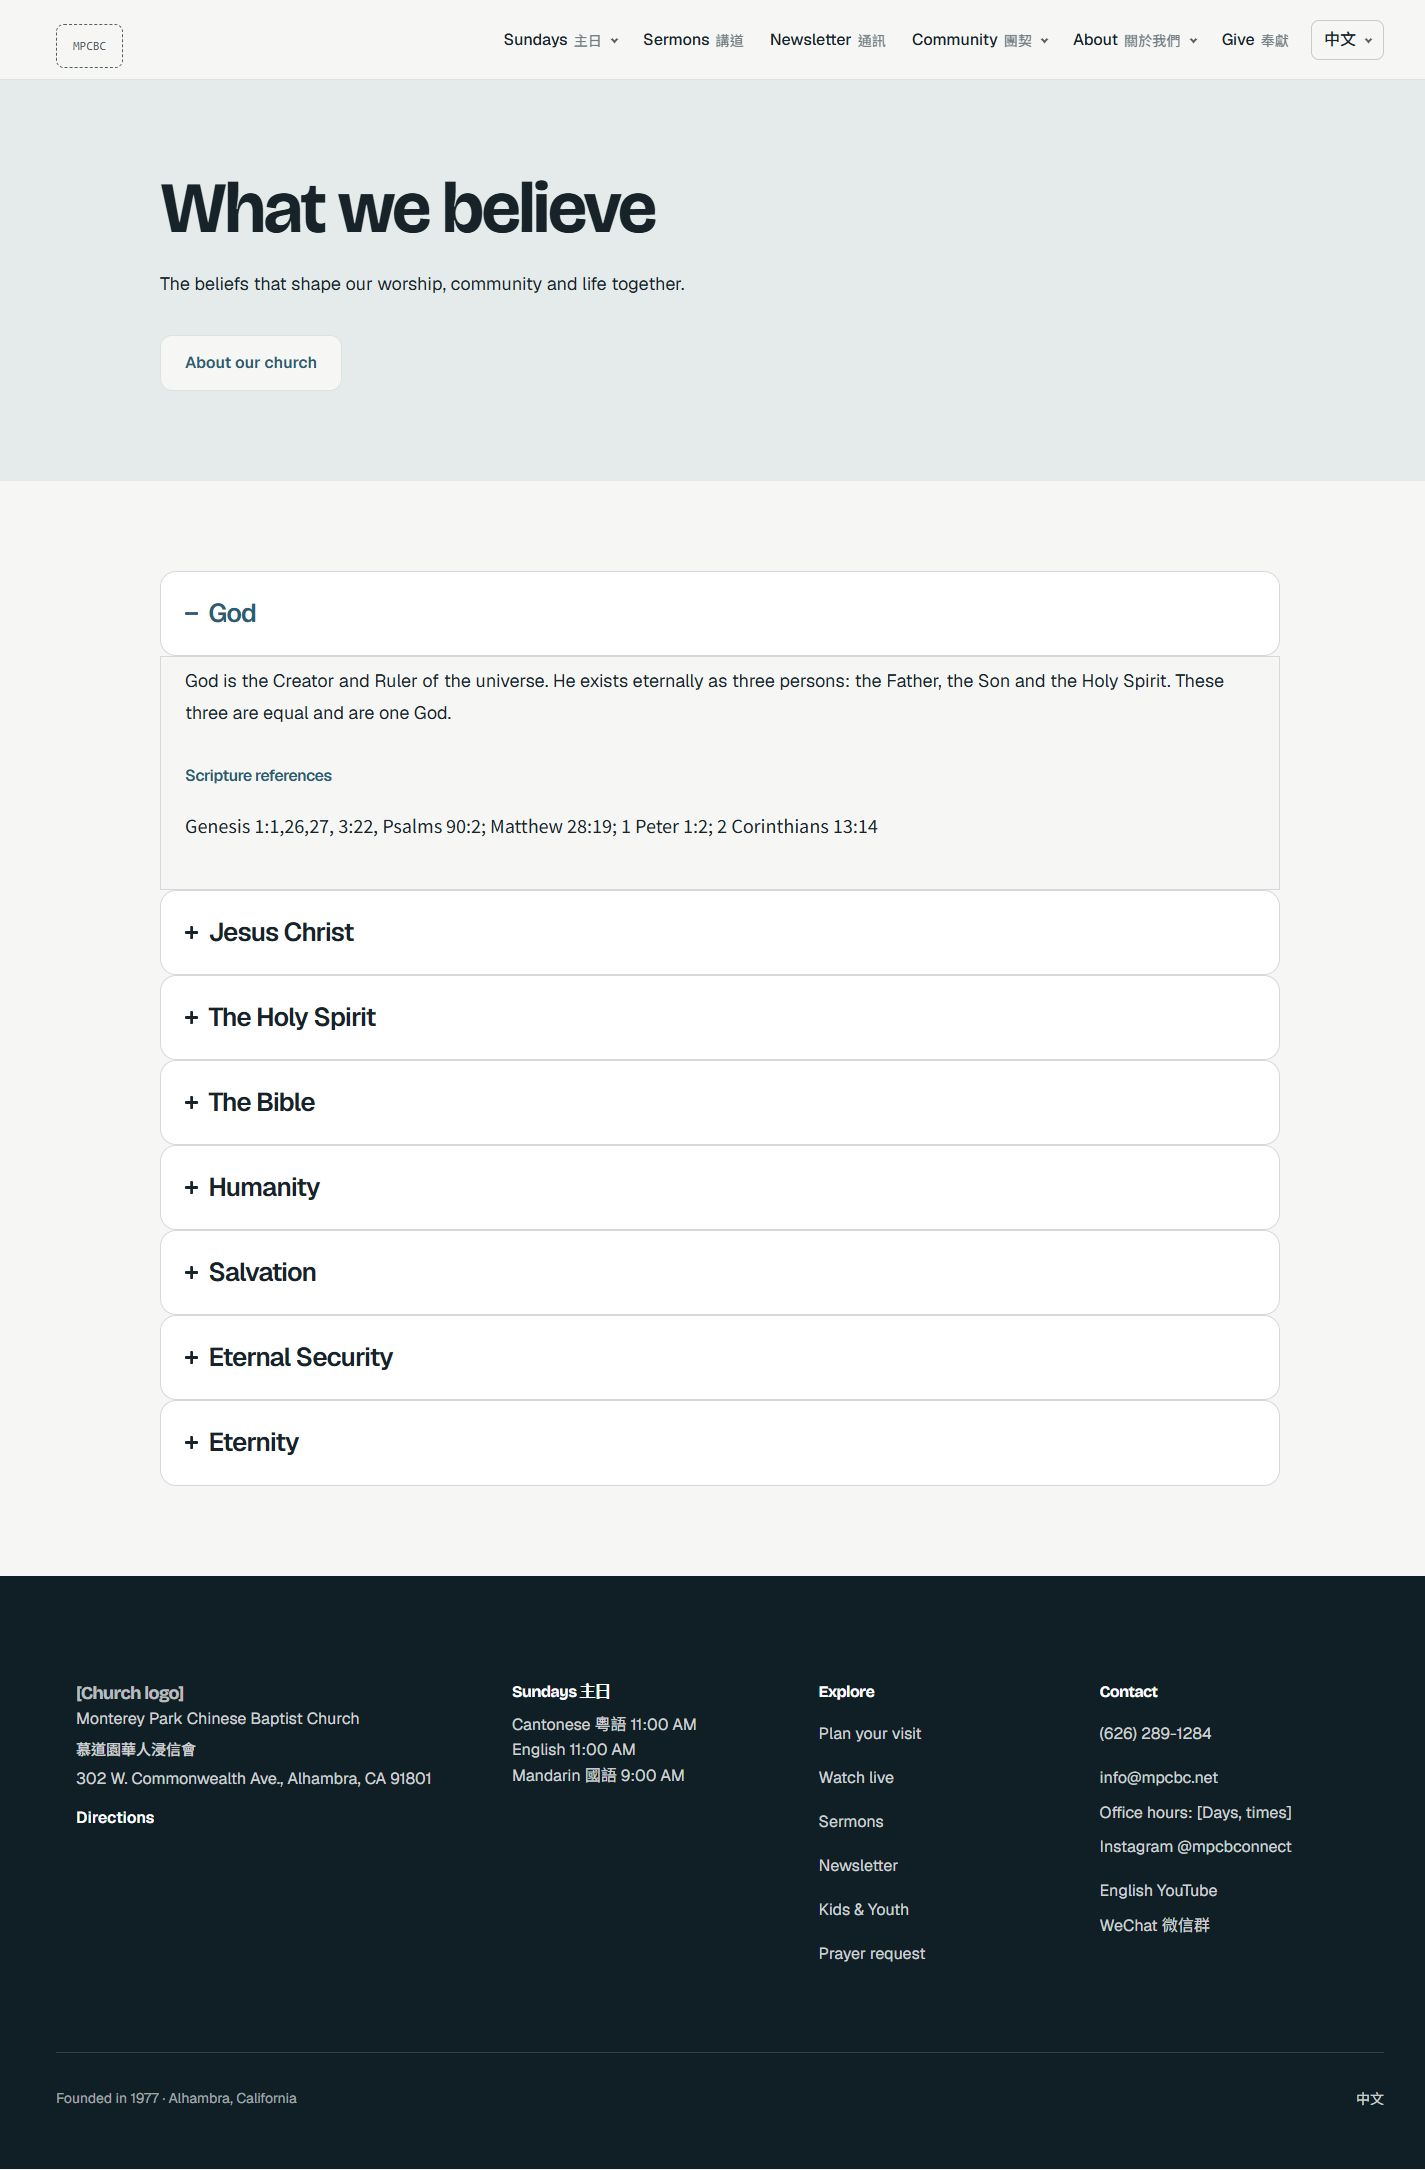 MPCBC
Sundays 主日
Sermons 講道
Newsletter 通訊
Community 團契
About 關於我們
Give 奉獻
中文
What we believe
The beliefs that shape our worship, community and life together.
About our church
− God
God is the Creator and Ruler of the universe. He exists eternally as three persons: the Father, the Son and the Holy Spirit. These
three are equal and are one God.
Scripture references
Genesis 1:1,26,27, 3:22, Psalms 90:2; Matthew 28:19; 1 Peter 1:2; 2 Corinthians 13:14
+ Jesus Christ
+ The Holy Spirit
+ The Bible
+ Humanity
+ Salvation
+ Eternal Security
+ Eternity
[Church logo]
Monterey Park Chinese Baptist Church
慕道園華人浸信會
302 W. Commonwealth Ave., Alhambra, CA 91801
Directions
Sundays 主日
Cantonese 粵語 11:00 AM
English 11:00 AM
Mandarin 國語 9:00 AM
Explore
Plan your visit
Watch live
Sermons
Newsletter
Kids & Youth
Prayer request
Contact
(626) 289-1284
info@mpcbc.net
Office hours: [Days, times]
Instagram @mpcbconnect
English YouTube
WeChat 微信群
Founded in 1977 · Alhambra, California
中文